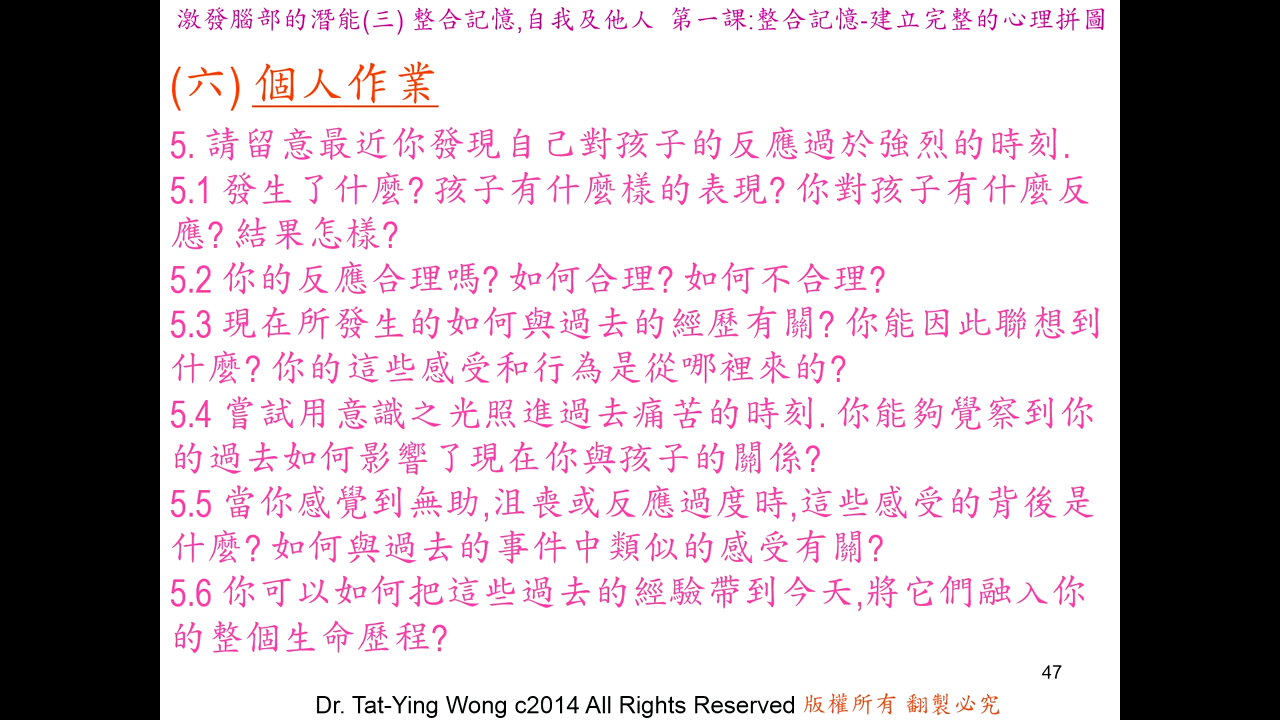 激發腦部的潛能(三) 整合記憶,自我及他人 第一課:整合記憶-建立完整的心理拼圖
(六) 個人作業
5. 請留意最近你發現自己對孩子的反應過於強烈的時刻.
5.1 發生了什麼? 孩子有什麼樣的表現? 你對孩子有什麼反
應? 結果怎樣?
5.2 你的反應合理嗎? 如何合理? 如何不合理?
5.3 現在所發生的如何與過去的經歷有關? 你能因此聯想到
什麼? 你的這些感受和行為是從哪裡來的?
5.4 嘗試用意識之光照進過去痛苦的時刻. 你能夠覺察到你
的過去如何影響了現在你與孩子的關係?
5.5 當你感覺到無助,沮喪或反應過度時,這些感受的背後是
什麼? 如何與過去的事件中類似的感受有關?
5.6 你可以如何把這些過去的經驗帶到今天,將它們融入你
的整個生命歷程?
47
Dr. Tat-Ying Wong c2014 All Rights Reserved 版權所有 翻製必究